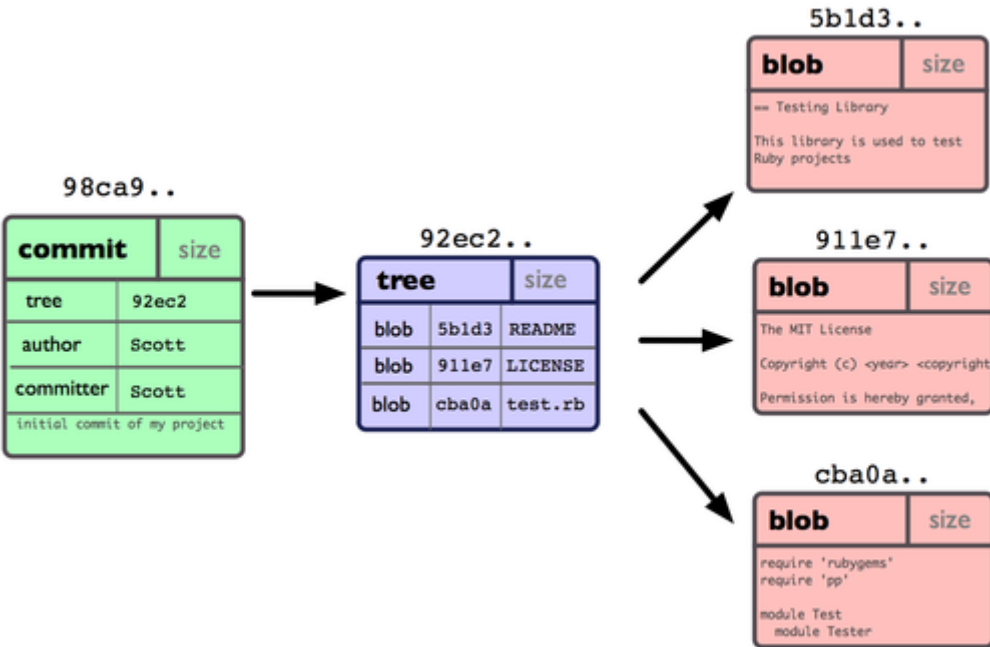 98ca9..
commit size
tree 92ec2
author Scott
committer Scott
initial commit of my project
92ec2..
tree size
blob 5b1d3 README
blob 911e7 LICENSE
blob cba0a test.rb
5b1d3..
blob size
== Testing Library
This library is used to test
Ruby projects
911e7..
blob size
The MIT License
Copyright (c) <year> <copyright
Permission is hereby granted,
cba0a..
blob size
require 'rubygems'
require 'pp'
module Test
module Tester